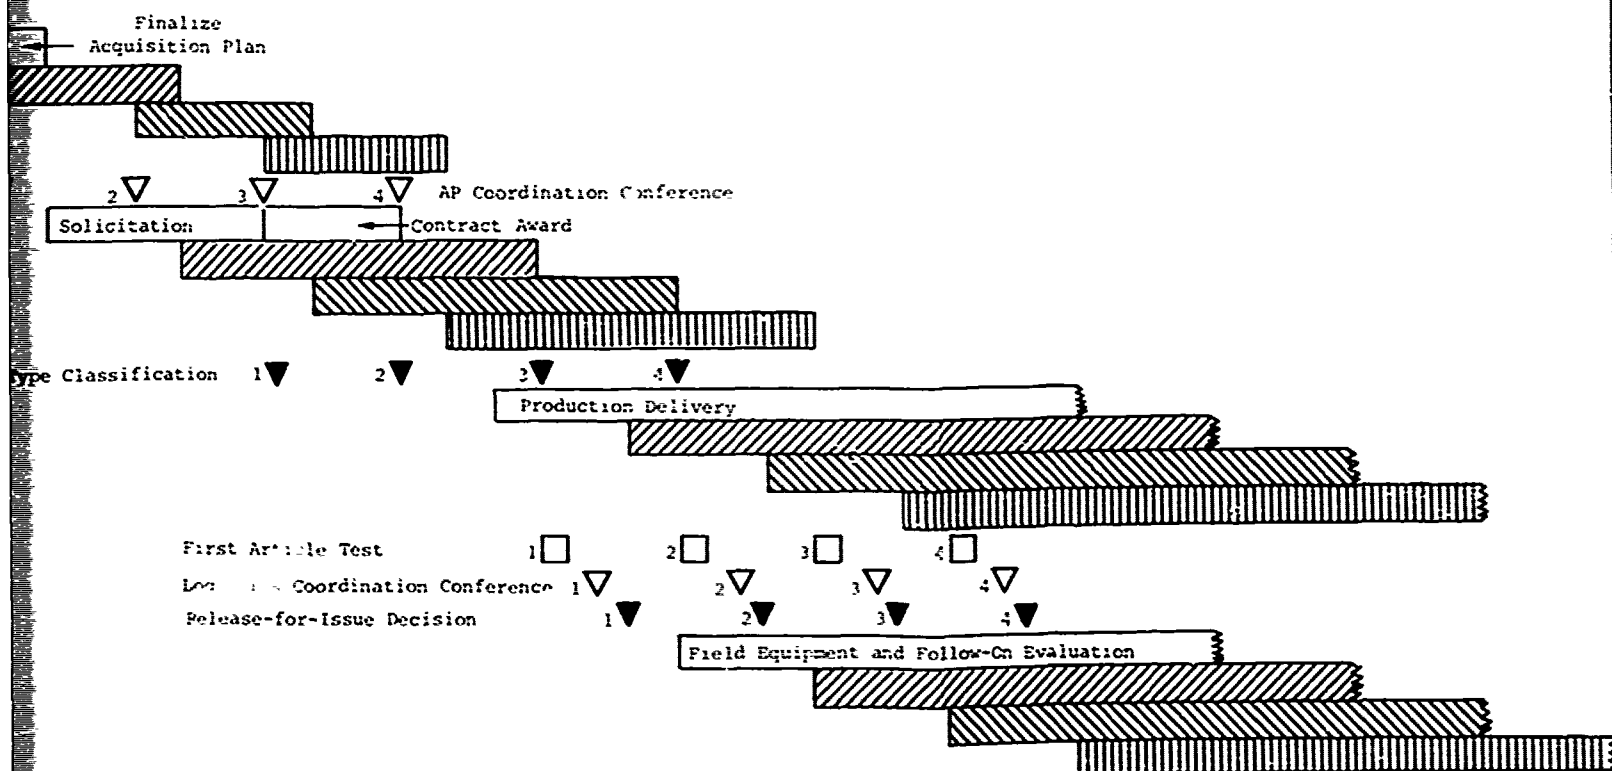 Finalize
Acquisition Plan
2 3 4 AP Coordination Conference
Solicitation Contract Award
Type Classification 1 2 3 4
Production Delivery
First Test 1 2 3 4
Coordination Conference 1 2 3 4
Release-for-Issue Decision 1 2 3 4
Field Equipment and Follow-On Evaluation